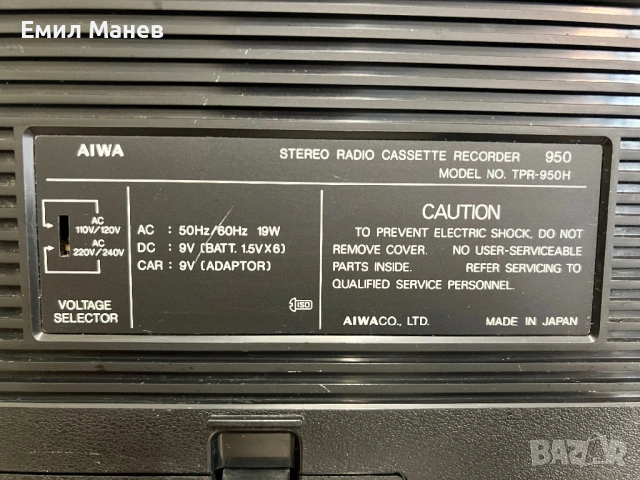 Емил Манев
AIWA
STEREO RADIO CASSETTE RECORDER 950
MODEL NO. TPR-950H
AC
110V/120V
AC
220V/240V
VOLTAGE
SELECTOR
AC : 50Hz/60Hz 19W
DC : 9V (BATT. 1.5V X 6)
CAR : 9V (ADAPTOR)
ISO
CAUTION
TO PREVENT ELECTRIC SHOCK, DO NOT
REMOVE COVER. NO USER-SERVICEABLE
PARTS INSIDE. REFER SERVICING TO
QUALIFIED SERVICE PERSONNEL.
AIWA CO., LTD. MADE IN JAPAN
BAZAR